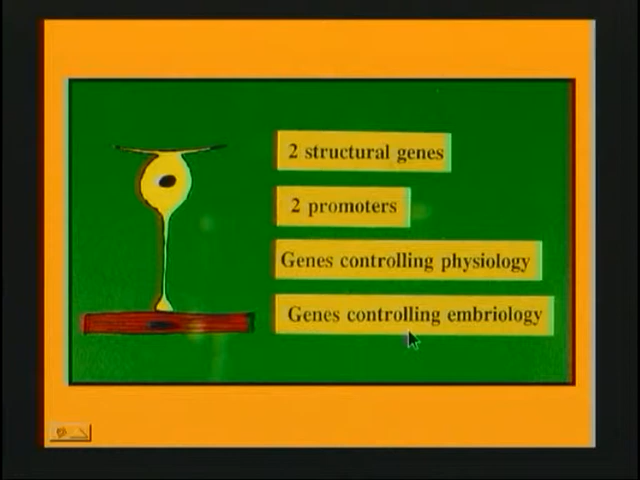 2 structural genes
2 promoters
Genes controlling physiology
Genes controlling embriology